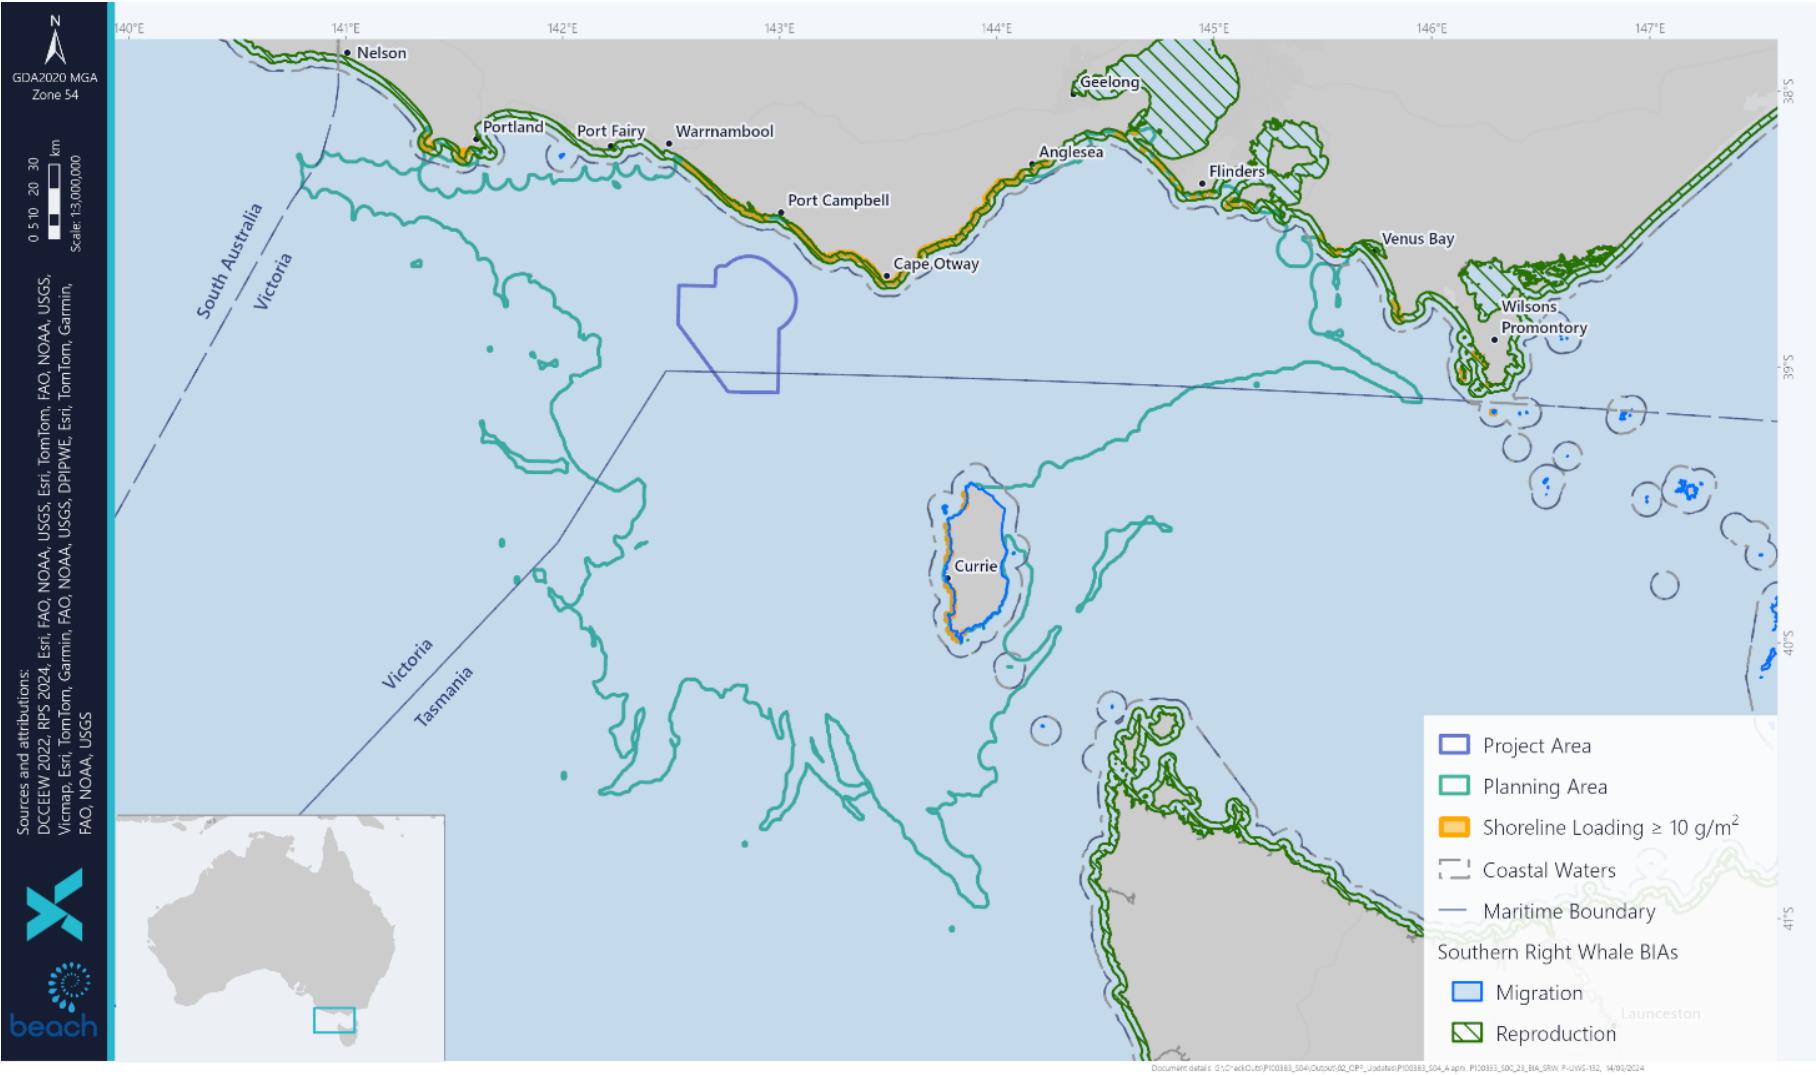 N
GDA2020 MGA
Zone 54
0 5 10 20 30 km
Scale: 1:3,000,000
Sources and attributions:
DCCEEW 2022, RPS 2024, Esri, FAO, NOAA, USGS, Esri, TomTom, FAO, NOAA, USGS,
Vicmap, Esri, TomTom, Garmin, FAO, NOAA, USGS, DPIPWE, Esri, TomTom, Garmin,
FAO, NOAA, USGS
beach
140°E
141°E
142°E
143°E
144°E
145°E
146°E
147°E
38°S
39°S
40°S
41°S
Nelson
Portland
Port Fairy
Warrnambool
Port Campbell
Cape Otway
Anglesea
Geelong
Flinders
Venus Bay
Wilsons
Promontory
Currie
South Australia
Victoria
Victoria
Tasmania
Launceston
Project Area
Planning Area
Shoreline Loading ≥ 10 g/m²
Coastal Waters
Maritime Boundary
Southern Right Whale BIAs
Migration
Reproduction